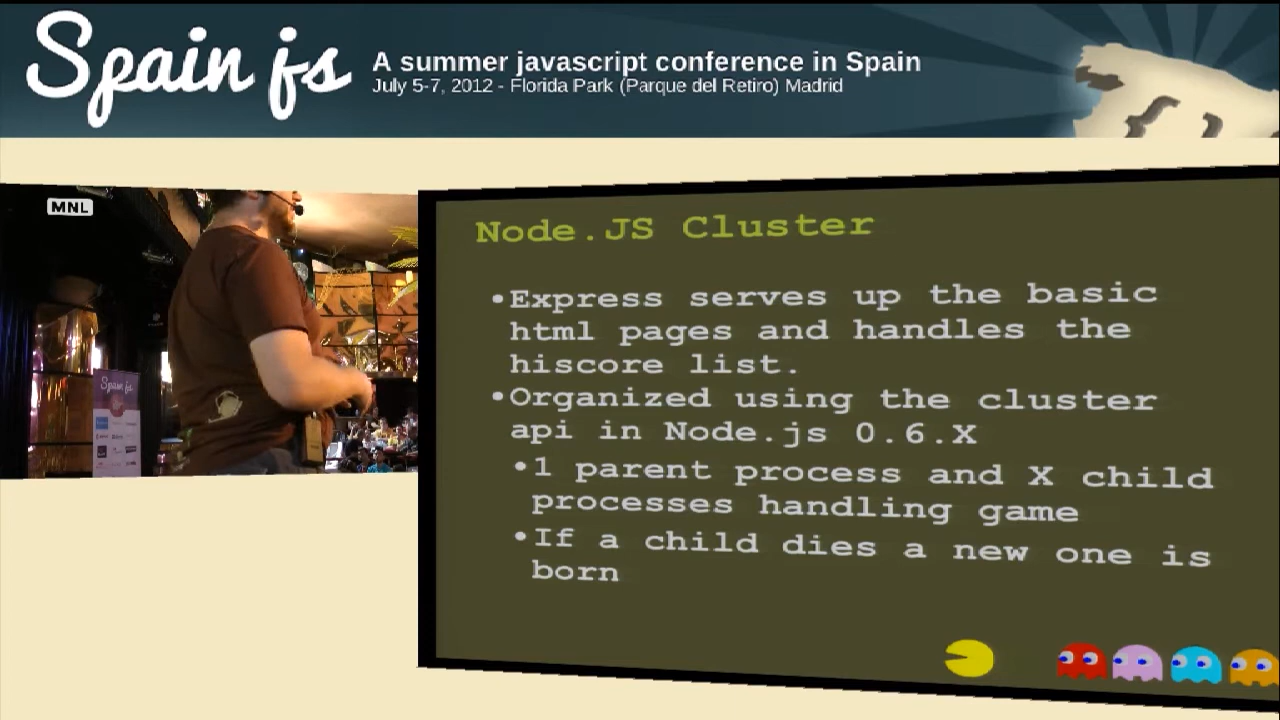 Spain js
A summer javascript conference in Spain
July 5-7, 2012 - Florida Park (Parque del Retiro) Madrid
MNL
Spain js
Node.JS Cluster
•Express serves up the basic
html pages and handles the
hiscore list.
•Organized using the cluster
api in Node.js 0.6.X
•1 parent process and X child
processes handling game
•If a child dies a new one is
born